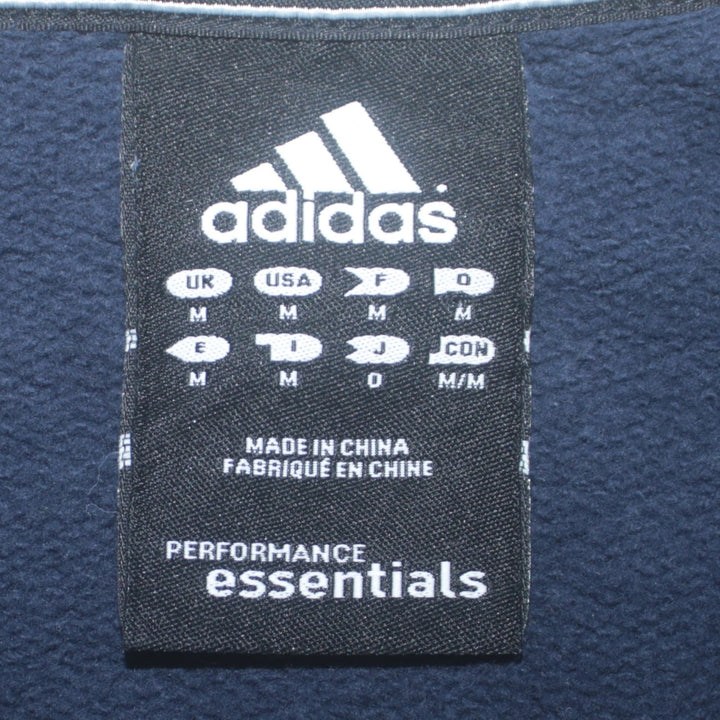 adidas
UK USA F D
M M M M
E I J CDN
M M O M/M
MADE IN CHINA
FABRIQUÉ EN CHINE
PERFORMANCE
essentials